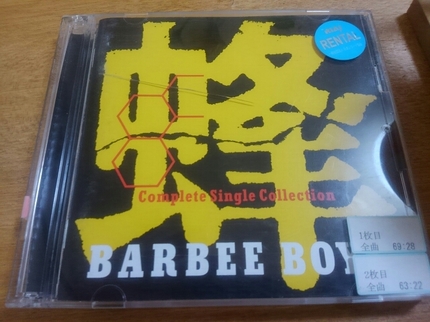 蜂
RENTAL
Complete Single Collection
BARBEE BOY
1枚目
全曲 69:28
2枚目
全曲 63:22